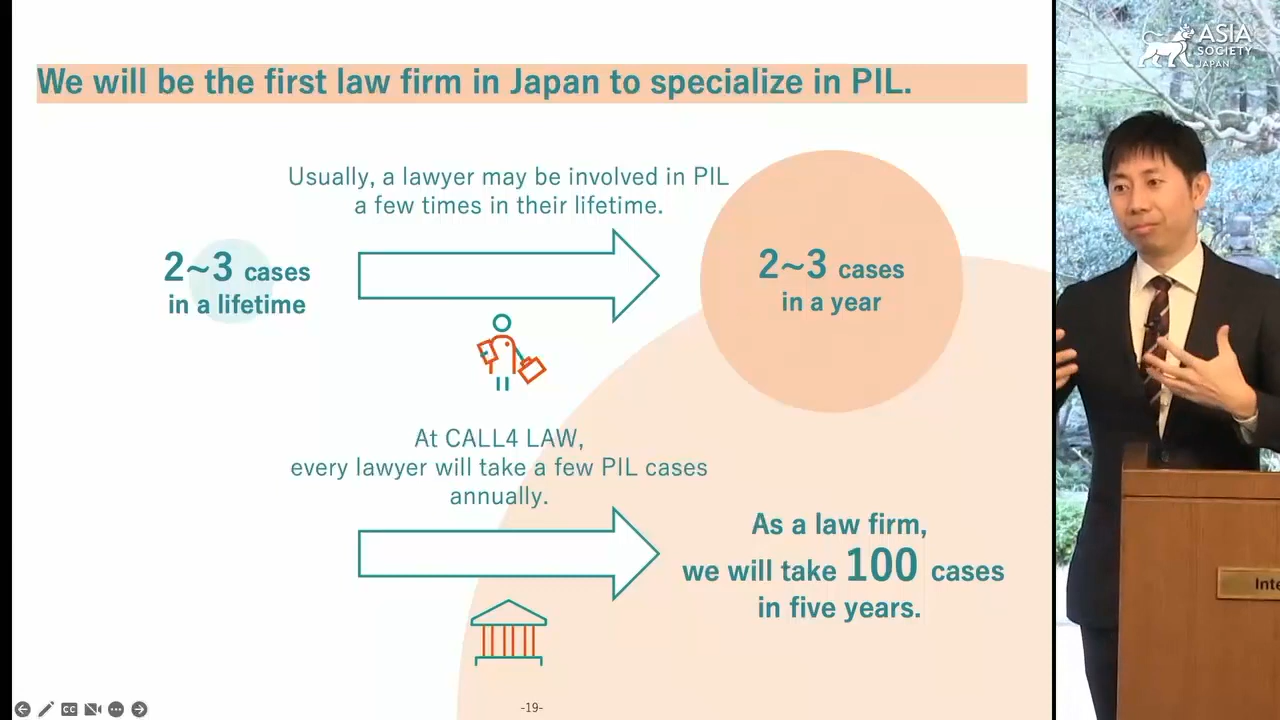 We will be the first law firm in Japan to specialize in PIL.
Usually, a lawyer may be involved in PIL
a few times in their lifetime.
2~3 cases
in a lifetime
2~3 cases
in a year
At CALL4 LAW,
every lawyer will take a few PIL cases
annually.
As a law firm,
we will take 100 cases
in five years.
-19-
CC
ASIA
SOCIETY
JAPAN
Inte